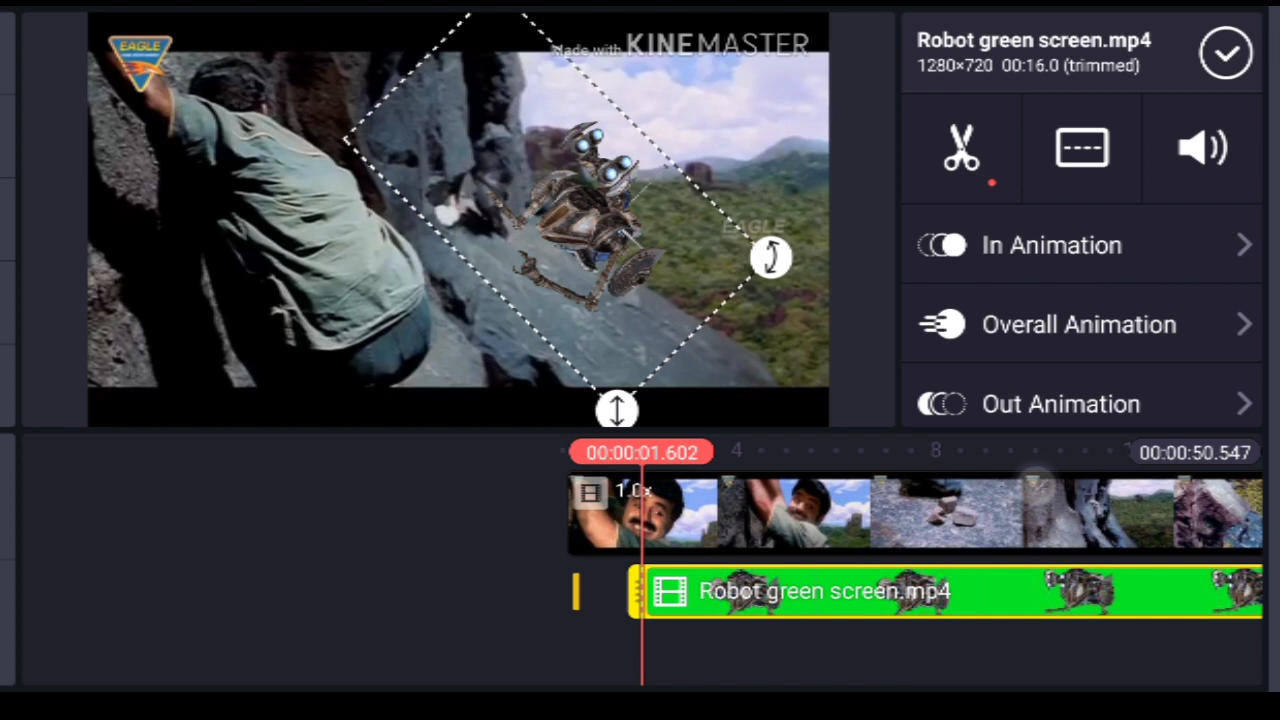 EAGLE
Made with KINEMASTER
EAGLE
Robot green screen.mp4
1280×720 00:16.0 (trimmed)
In Animation
Overall Animation
Out Animation
00:00:01.602
4
8
00:00:50.547
1.0x
Robot green screen.mp4